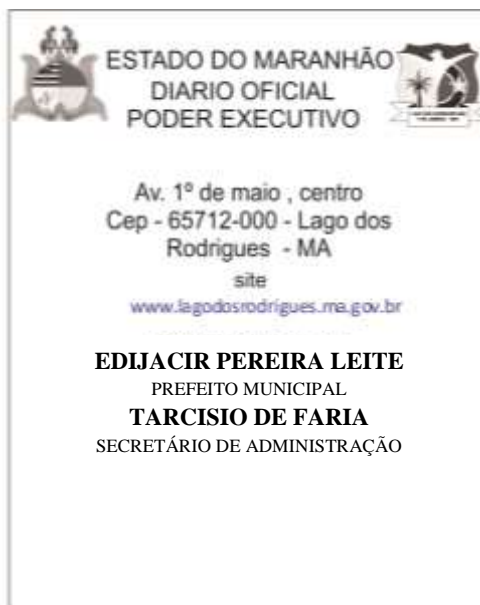 ESTADO DO MARANHÃO
DIARIO OFICIAL
PODER EXECUTIVO
Av. 1º de maio , centro
Cep - 65712-000 - Lago dos
Rodrigues - MA
site
www.lagodosrodrigues.ma.gov.br
EDIJACIR PEREIRA LEITE
PREFEITO MUNICIPAL
TARCISIO DE FARIA
SECRETÁRIO DE ADMINISTRAÇÃO